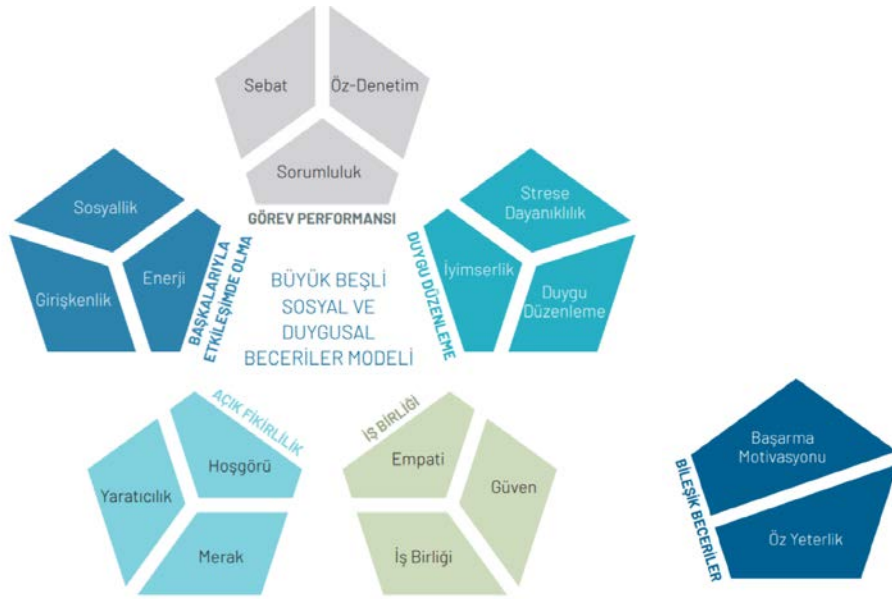 Sebat
Öz-Denetim
Sorumluluk
GÖREV PERFORMANSI
Sosyallik
Girişkenlik
Enerji
BAŞKALARIYLA
ETKİLEŞİMDE OLMA
BÜYÜK BEŞLİ
SOSYAL VE
DUYGUSAL
BECERİLER MODELİ
Strese
Dayanıklılık
İyimserlik
Duygu
Düzenleme
DUYGU DÜZENLEME
AÇIK FİKİRLİLİK
Hoşgörü
Yaratıcılık
Merak
İŞ BİRLİĞİ
Empati
Güven
İş Birliği
Başarma
Motivasyonu
Öz Yeterlik
BİLEŞİK BECERİLER